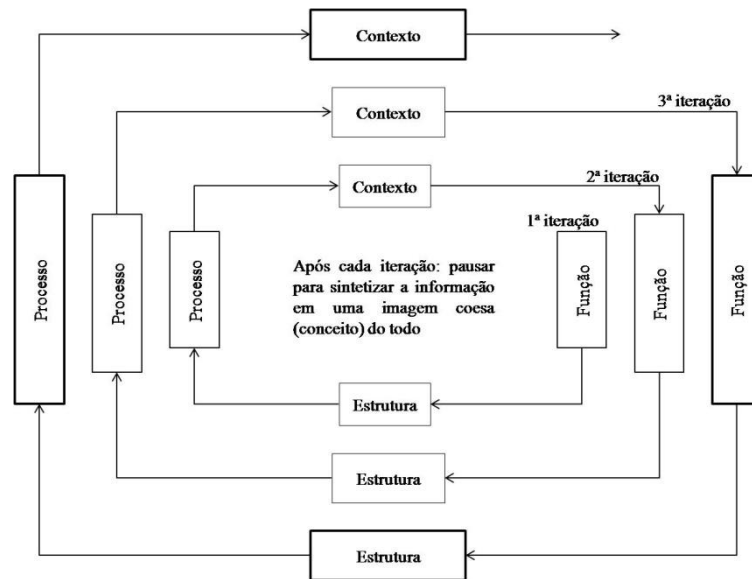 Contexto
Contexto
3ª iteração
Contexto
2ª iteração
1ª iteração
Processo
Processo
Processo
Após cada iteração: pausar
para sintetizar a informação
em uma imagem coesa
(conceito) do todo
Função
Função
Função
Estrutura
Estrutura
Estrutura